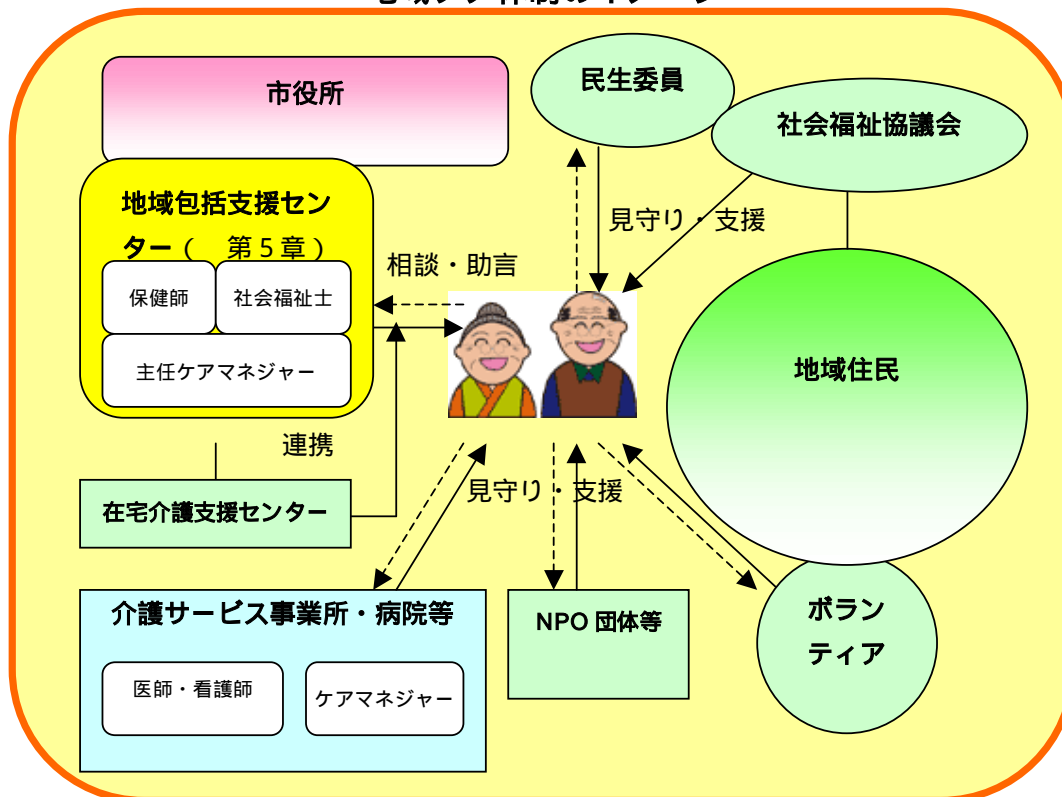 市役所
民生委員
社会福祉協議会
地域包括支援セン
ター（　第５章）
保健師
社会福祉士
主任ケアマネジャー
相談・助言
見守り・支援
地域住民
連携
在宅介護支援センター
見守り・支援
介護サービス事業所・病院等
医師・看護師
ケアマネジャー
NPO 団体等
ボラン
ティア